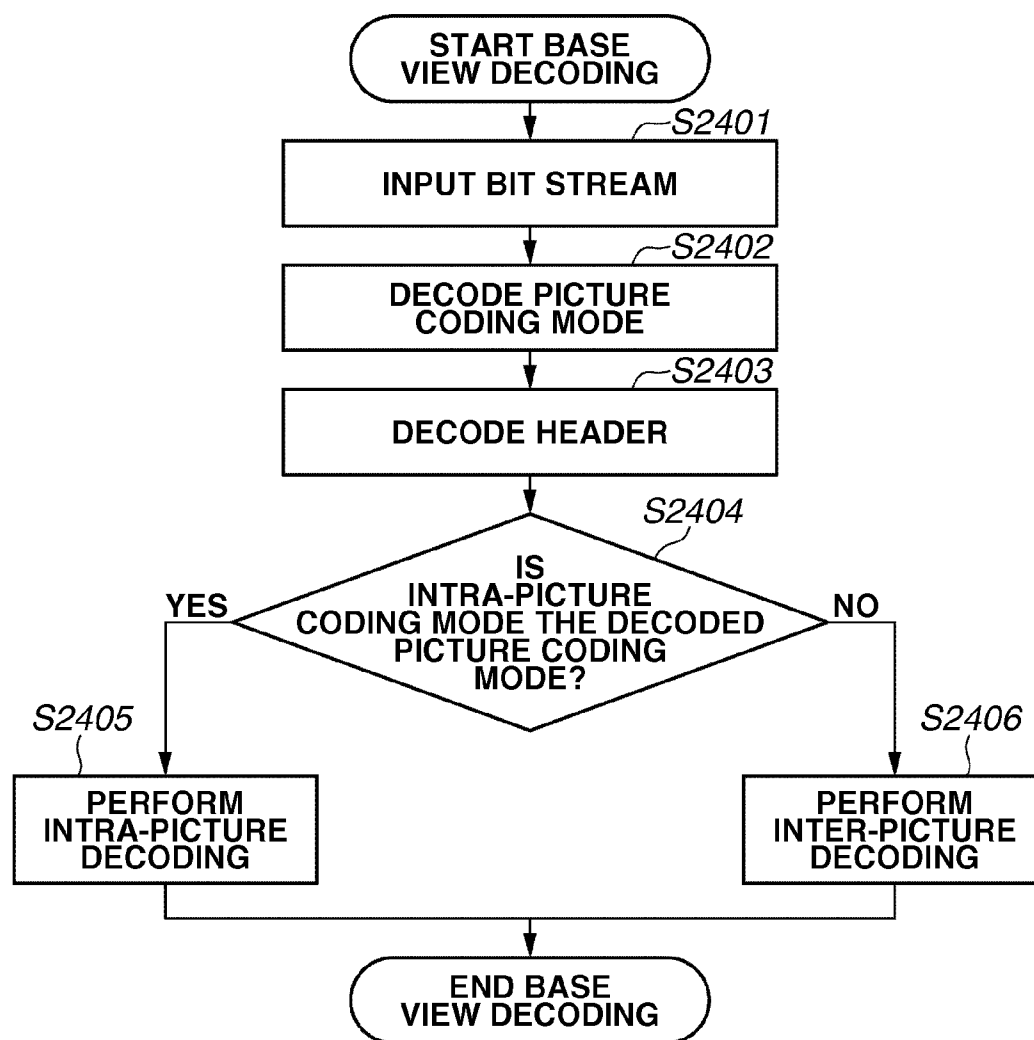 START BASE
VIEW DECODING
S2401
INPUT BIT STREAM
S2402
DECODE PICTURE
CODING MODE
S2403
DECODE HEADER
S2404
IS
INTRA-PICTURE
CODING MODE THE DECODED
PICTURE CODING
MODE?
YES
NO
S2405
PERFORM
INTRA-PICTURE
DECODING
S2406
PERFORM
INTER-PICTURE
DECODING
END BASE
VIEW DECODING